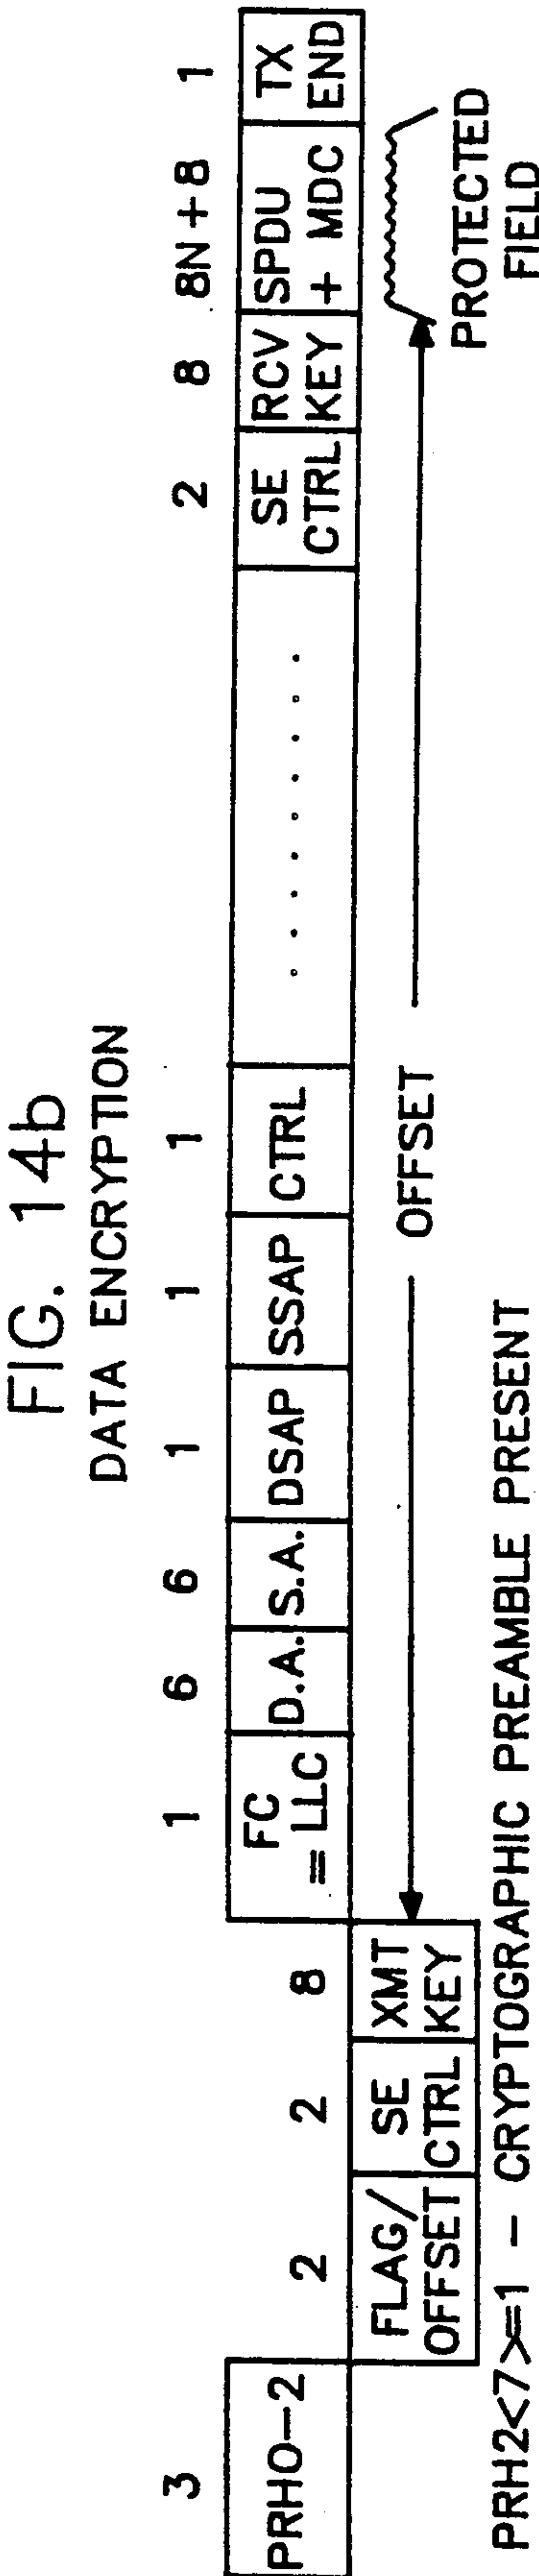 FIG. 14b
DATA ENCRYPTION
3 2 2 8 1 6 6 1 1 1 2 8 8N+8 1
PRHO-2
FLAG/
OFFSET
SE
CTRL
XMT
KEY
FC
=LLC
D.A.
S.A.
DSAP
SSAP
CTRL
. . . . . . . . .
SE
CTRL
RCV
KEY
SPDU
+ MDC
TX
END
OFFSET
PROTECTED
FIELD
PRH2<7>=1 - CRYPTOGRAPHIC PREAMBLE PRESENT